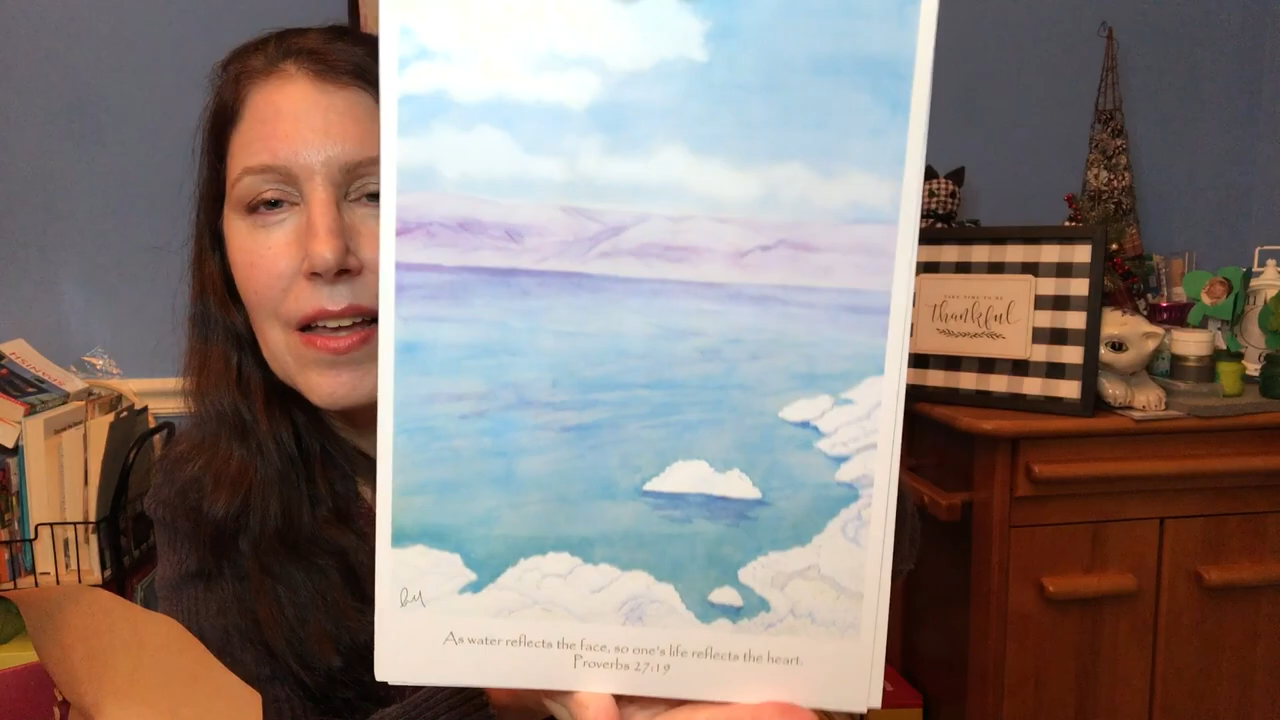 SPANISH
TAKE TIME TO BE
thankful
As water reflects the face, so one's life reflects the heart.
Proverbs 27:19